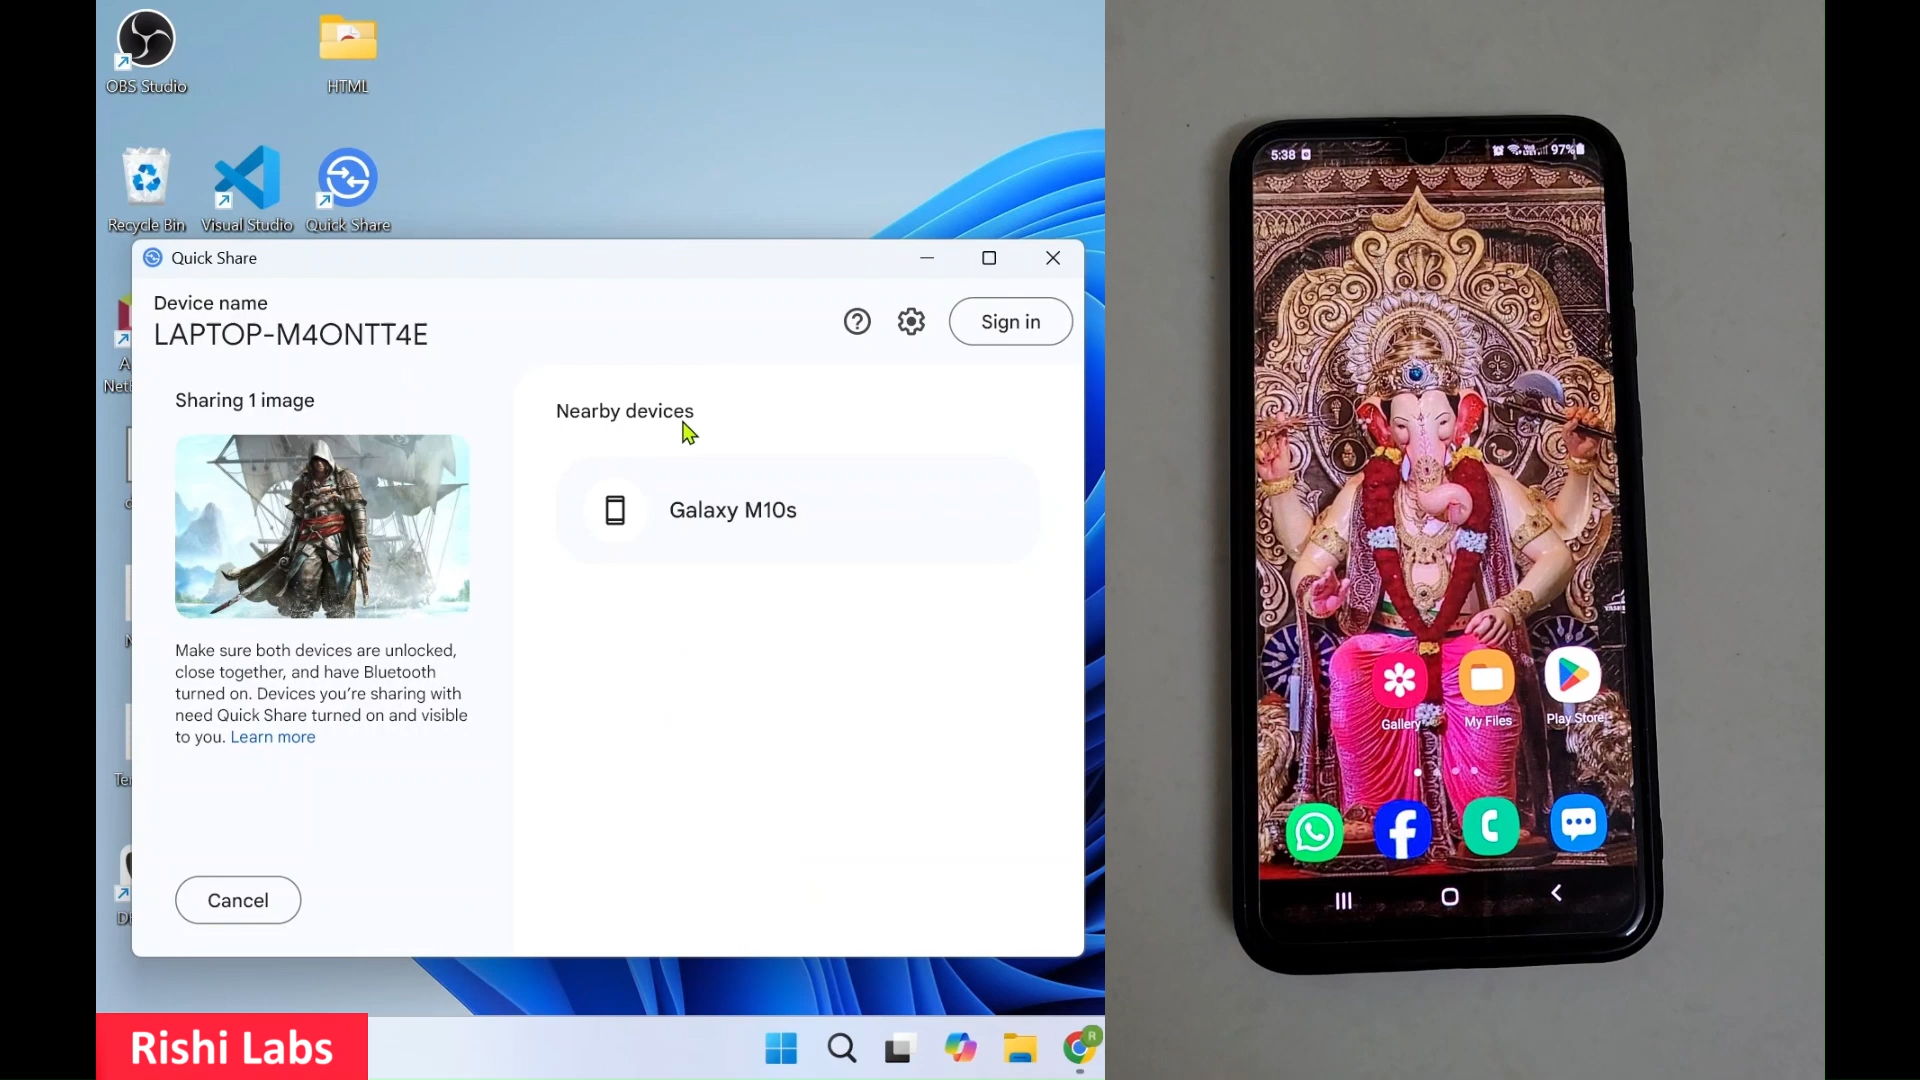 OBS Studio
HTML
Recycle Bin
Visual Studio
Quick Share
Quick Share
Device name
LAPTOP-M4ONTT4E
Sign in
Sharing 1 image
Nearby devices
Galaxy M10s
Make sure both devices are unlocked,
close together, and have Bluetooth
turned on. Devices you're sharing with
need Quick Share turned on and visible
to you. Learn more
Cancel
Rishi Labs
R
5:38
97%
Gallery
My Files
Play Store